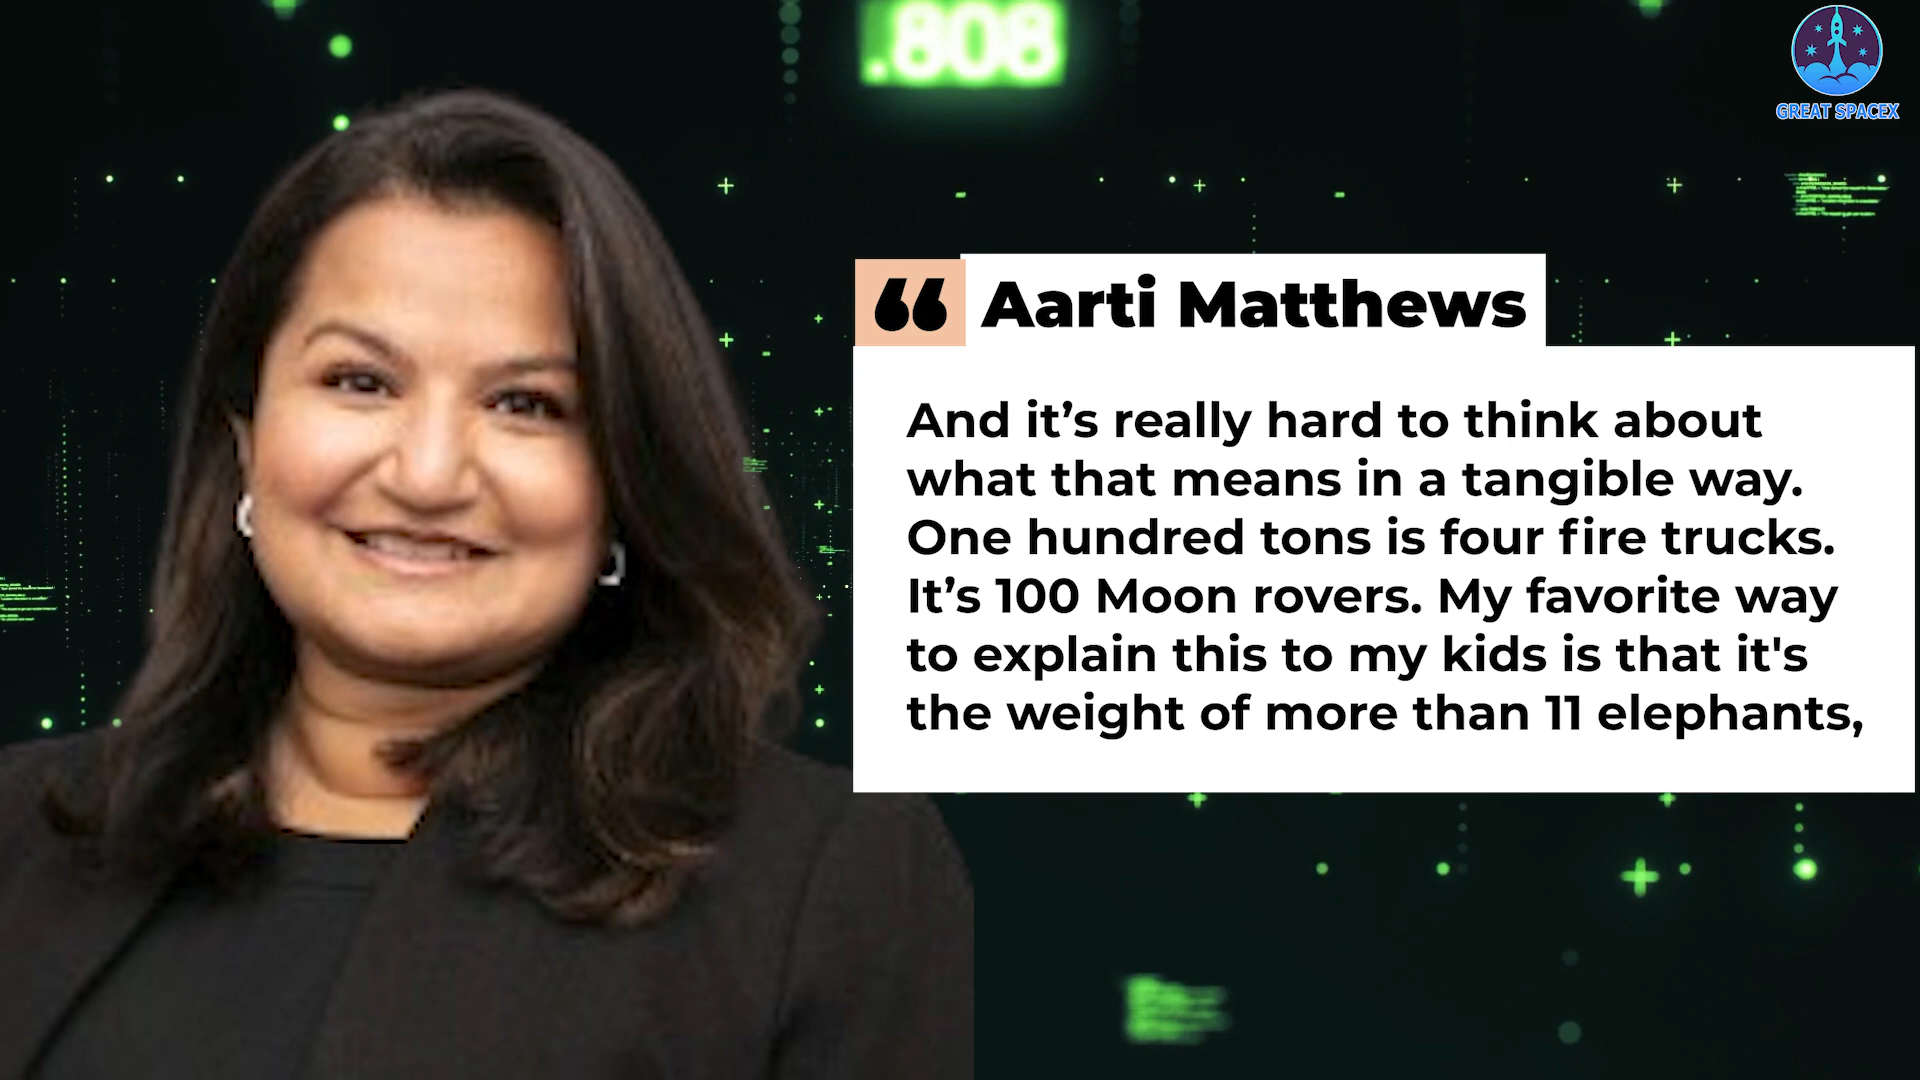 .808
GREAT SPACEX
“ Aarti Matthews
And it’s really hard to think about
what that means in a tangible way.
One hundred tons is four fire trucks.
It’s 100 Moon rovers. My favorite way
to explain this to my kids is that it's
the weight of more than 11 elephants,